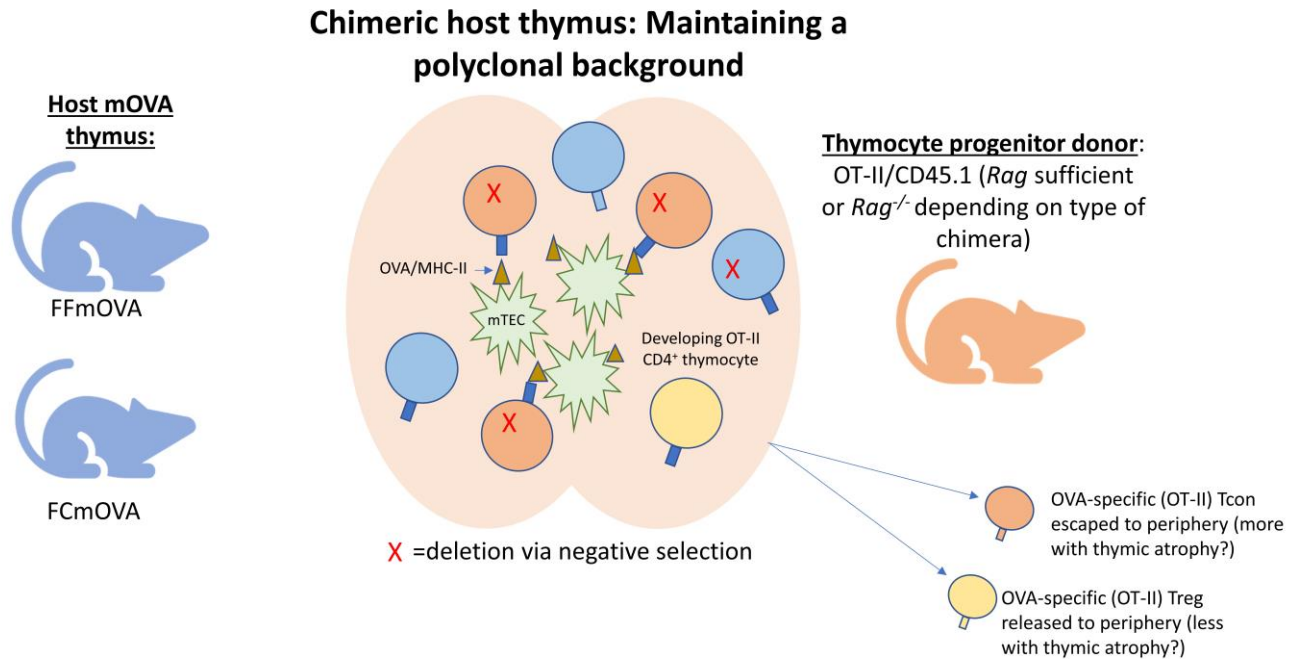 Chimeric host thymus: Maintaining a
polyclonal background
Host mOVA
thymus:
FFmOVA
FCmOVA
OVA/MHC-II
mTEC
Developing OT-II
CD4⁺ thymocyte
X
X
X
X
X =deletion via negative selection
Thymocyte progenitor donor:
OT-II/CD45.1 (Rag sufficient
or Rag⁻/⁻ depending on type of
chimera)
OVA-specific (OT-II) Tcon
escaped to periphery (more
with thymic atrophy?)
OVA-specific (OT-II) Treg
released to periphery (less
with thymic atrophy?)